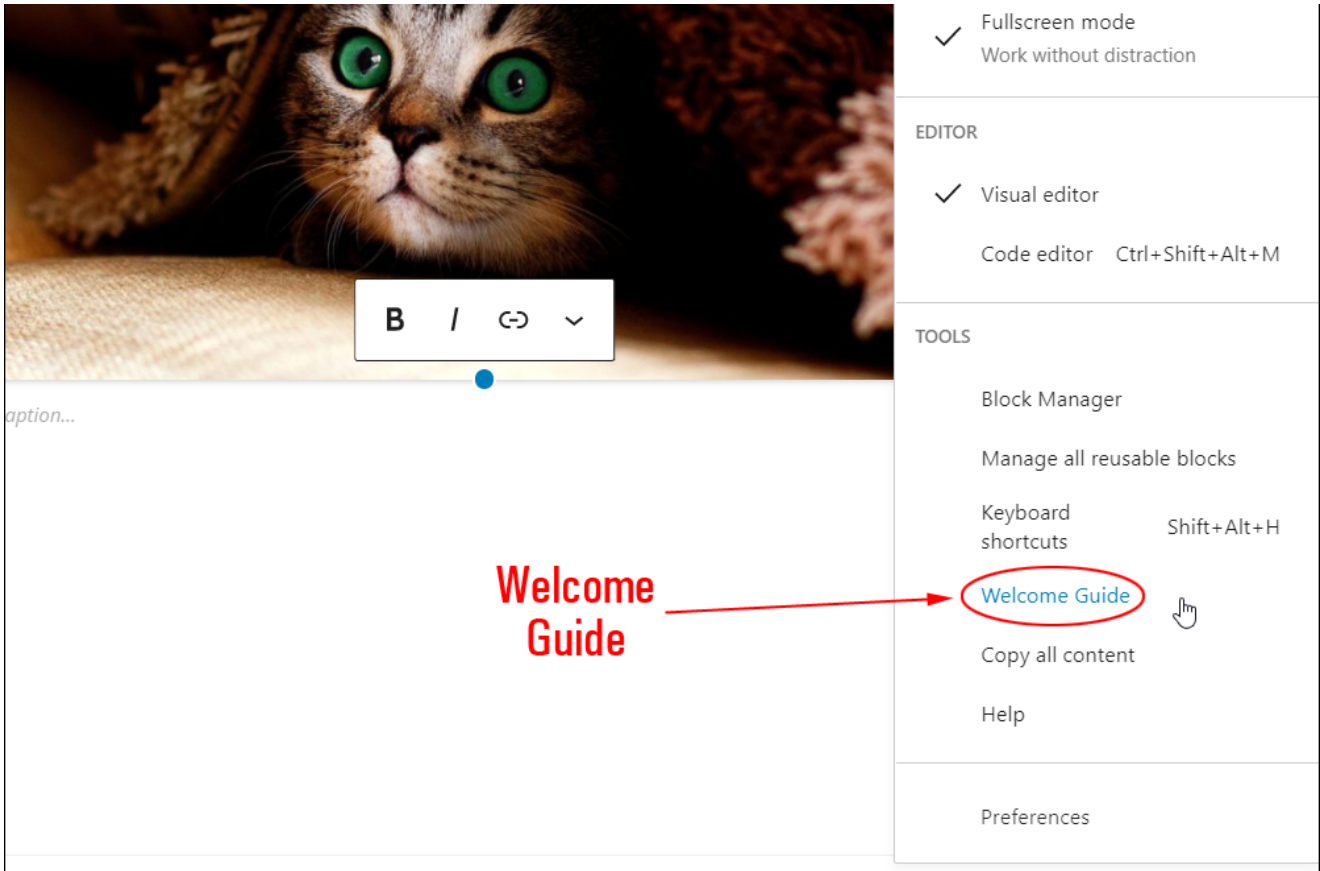 Fullscreen mode
Work without distraction
EDITOR
Visual editor
Code editor Ctrl+Shift+Alt+M
B I
aption...
TOOLS
Block Manager
Manage all reusable blocks
Keyboard
shortcuts
Shift+Alt+H
Welcome
Guide
Welcome Guide
Copy all content
Help
Preferences